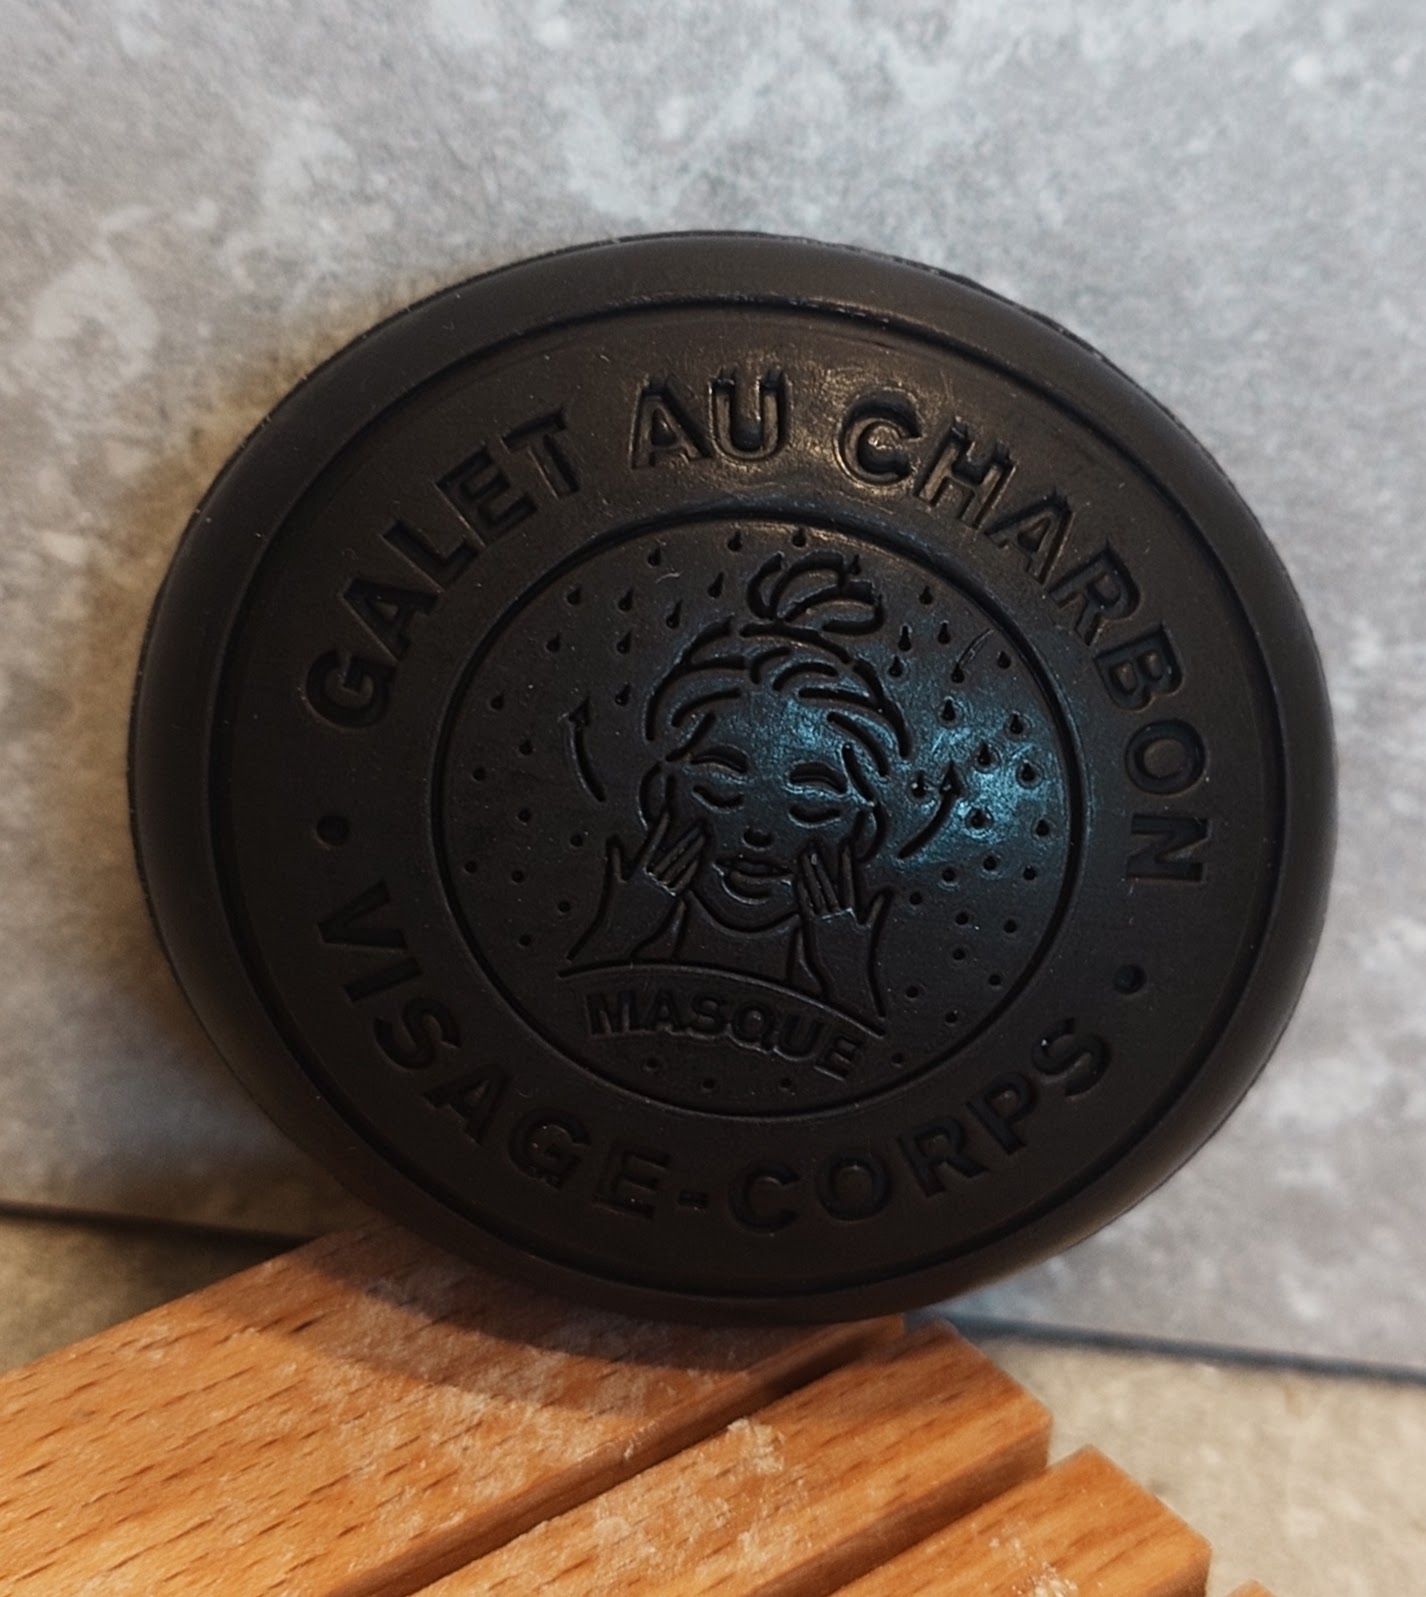 GALET AU CHARBON
MASQUE
• VISAGE-CORPS •